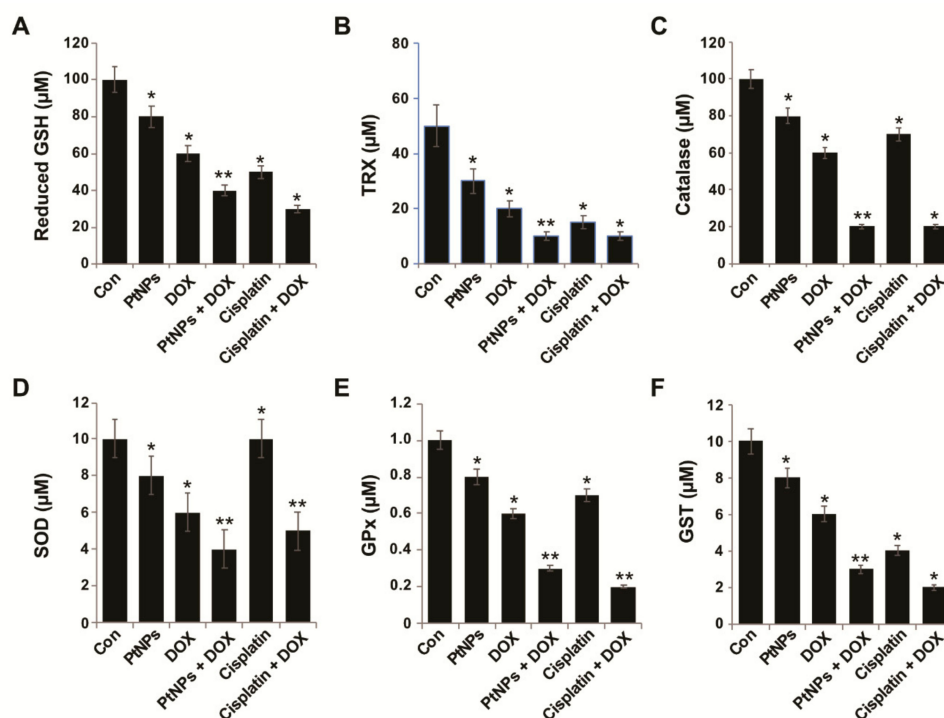 A
Reduced GSH (µM)
120
100
80
60
40
20
0
*
*
**
*
*
Con
PtNPs
DOX
PtNPs + DOX
Cisplatin
Cisplatin + DOX
B
TRX (µM)
80
60
40
20
0
*
*
**
*
*
Con
PtNPs
DOX
PtNPs + DOX
Cisplatin
Cisplatin + DOX
C
Catalase (µM)
120
100
80
60
40
20
0
*
*
**
*
*
Con
PtNPs
DOX
PtNPs + DOX
Cisplatin
Cisplatin + DOX
D
SOD (µM)
12
10
8
6
4
2
0
*
*
**
*
**
Con
PtNPs
DOX
PtNPs + DOX
Cisplatin
Cisplatin + DOX
E
GPx (µM)
1.2
1.0
0.8
0.6
0.4
0.2
0
*
*
**
*
**
Con
PtNPs
DOX
PtNPs + DOX
Cisplatin
Cisplatin + DOX
F
GST (µM)
12
10
8
6
4
2
0
*
*
**
*
*
Con
PtNPs
DOX
PtNPs + DOX
Cisplatin
Cisplatin + DOX